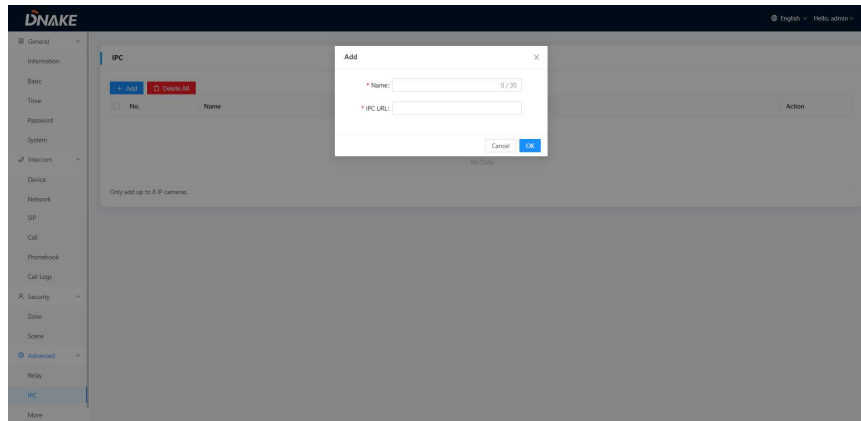 DNAKE
English
Hello, admin
General
Information
Basic
Time
Password
System
Intercom
Device
Network
SIP
Call
Phonebook
Call Logs
Security
Zone
Scene
Advanced
Relay
IPC
More
IPC
+ Add
Delete All
No.
Name
Action
No Data
Only add up to 8 IP cameras.
Add
* Name:
0 / 30
* IPC URL:
Cancel
OK